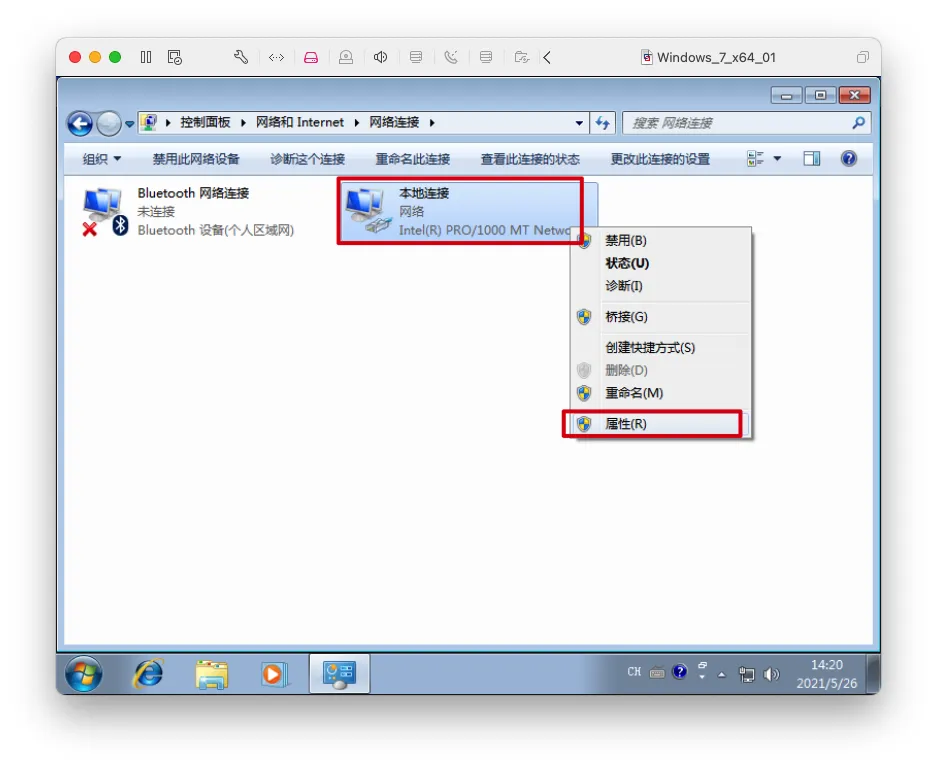 Windows_7_x64_01
控制面板 网络和 Internet 网络连接
搜索 网络连接
组织 禁用此网络设备 诊断这个连接 重命名此连接 查看此连接的状态 更改此连接的设置
Bluetooth 网络连接
未连接
Bluetooth 设备(个人区域网)
本地连接
网络
Intel(R) PRO/1000 MT Netwo
禁用(B)
状态(U)
诊断(I)
桥接(G)
创建快捷方式(S)
删除(D)
重命名(M)
属性(R)
CH
14:20
2021/5/26